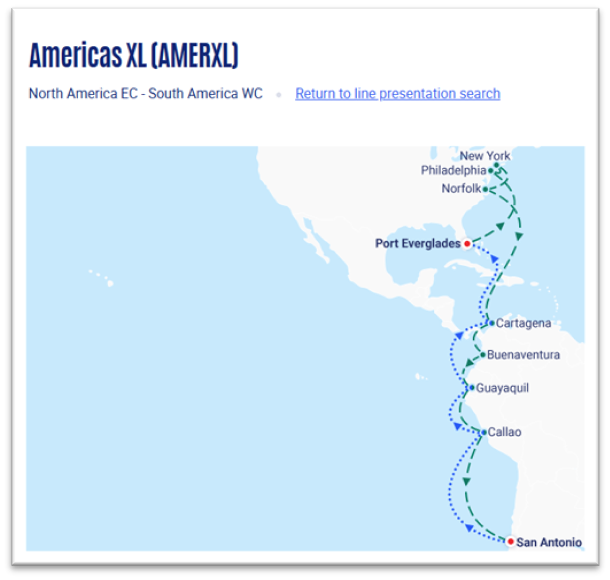 Americas XL (AMERXL)
North America EC - South America WC • Return to line presentation search
New York
Philadelphia
Norfolk
Port Everglades
Cartagena
Buenaventura
Guayaquil
Callao
San Antonio